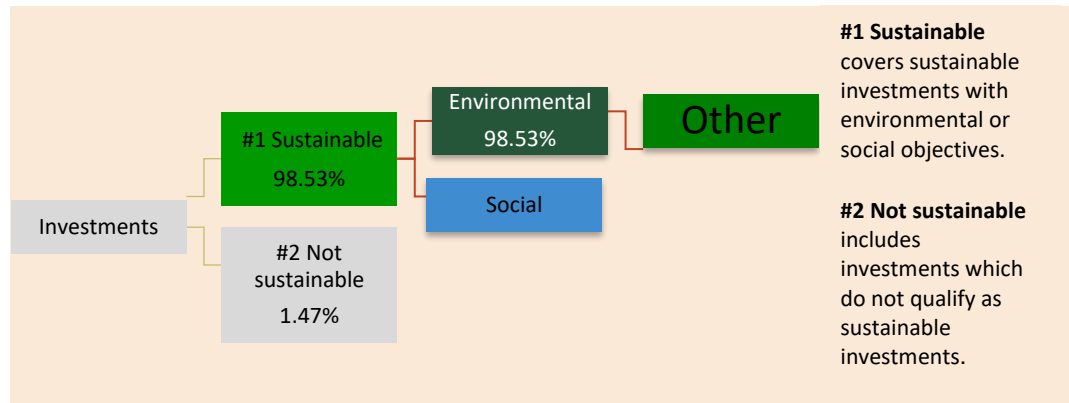 Investments
#1 Sustainable
98.53%
#2 Not
sustainable
1.47%
Environmental
98.53%
Social
Other
#1 Sustainable
covers sustainable
investments with
environmental or
social objectives.
#2 Not sustainable
includes
investments which
do not qualify as
sustainable
investments.